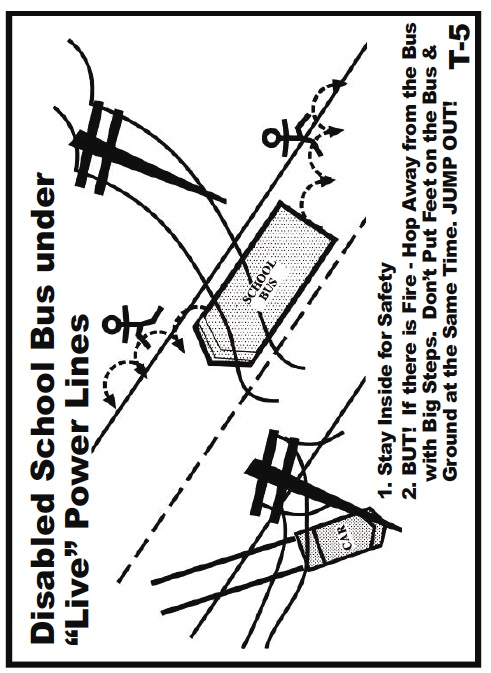 Disabled School Bus under
“Live” Power Lines
SCHOOL
BUS
CAR
1. Stay Inside for Safety
2. BUT! If there is Fire - Hop Away from the Bus
with Big Steps. Don't Put Feet on the Bus &
Ground at the Same Time. JUMP OUT!
T-5